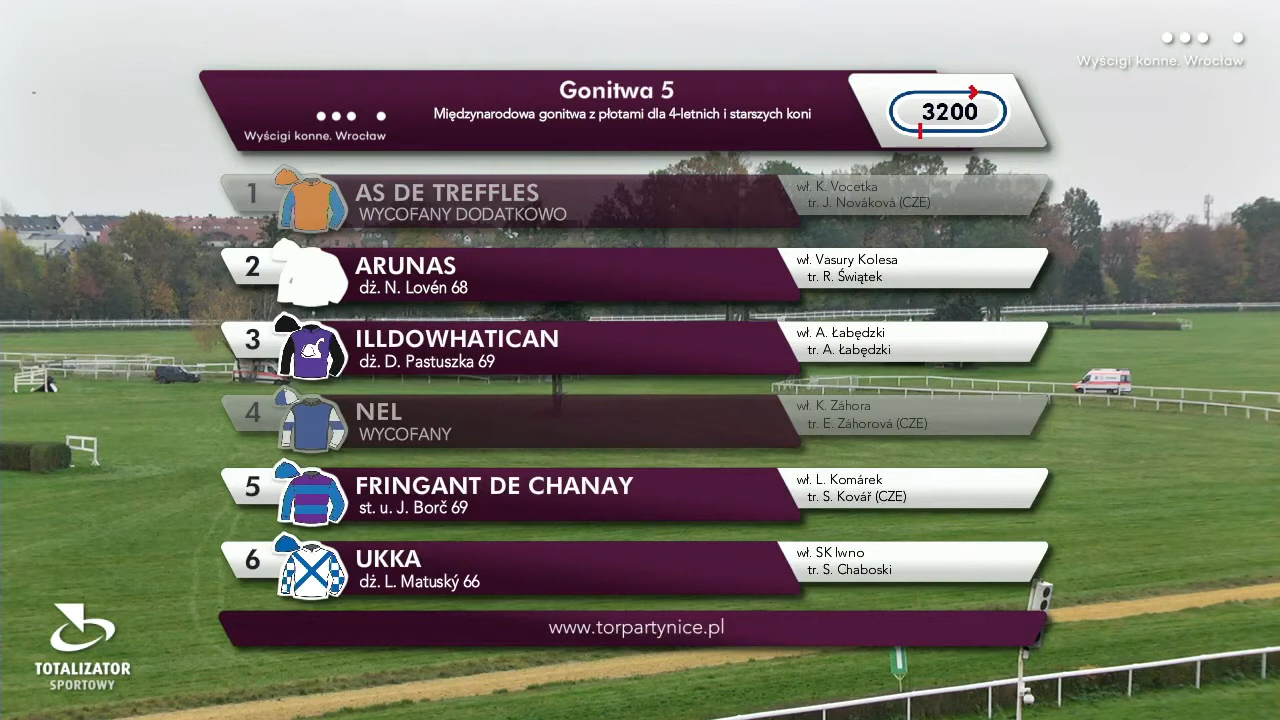 Wyścigi konne. Wrocław
Gonitwa 5
Międzynarodowa gonitwa z płotami dla 4-letnich i starszych koni
Wyścigi konne. Wrocław
3200
1
AS DE TREFFLES
WYCOFANY DODATKOWO
wł. K. Vocetka
tr. J. Nováková (CZE)
2
ARUNAS
dż. N. Lovén 68
wł. Vasury Kolesa
tr. R. Świątek
3
ILLDOWHATICAN
dż. D. Pastuszka 69
wł. A. Łabędzki
tr. A. Łabędzki
4
NEL
WYCOFANY
wł. K. Záhora
tr. E. Záhorová (CZE)
5
FRINGANT DE CHANAY
st. u. J. Borč 69
wł. L. Komárek
tr. S. Kovář (CZE)
6
UKKA
dż. L. Matuský 66
wł. SK Iwno
tr. S. Chaboski
www.torpartynice.pl
TOTALIZATOR
SPORTOWY